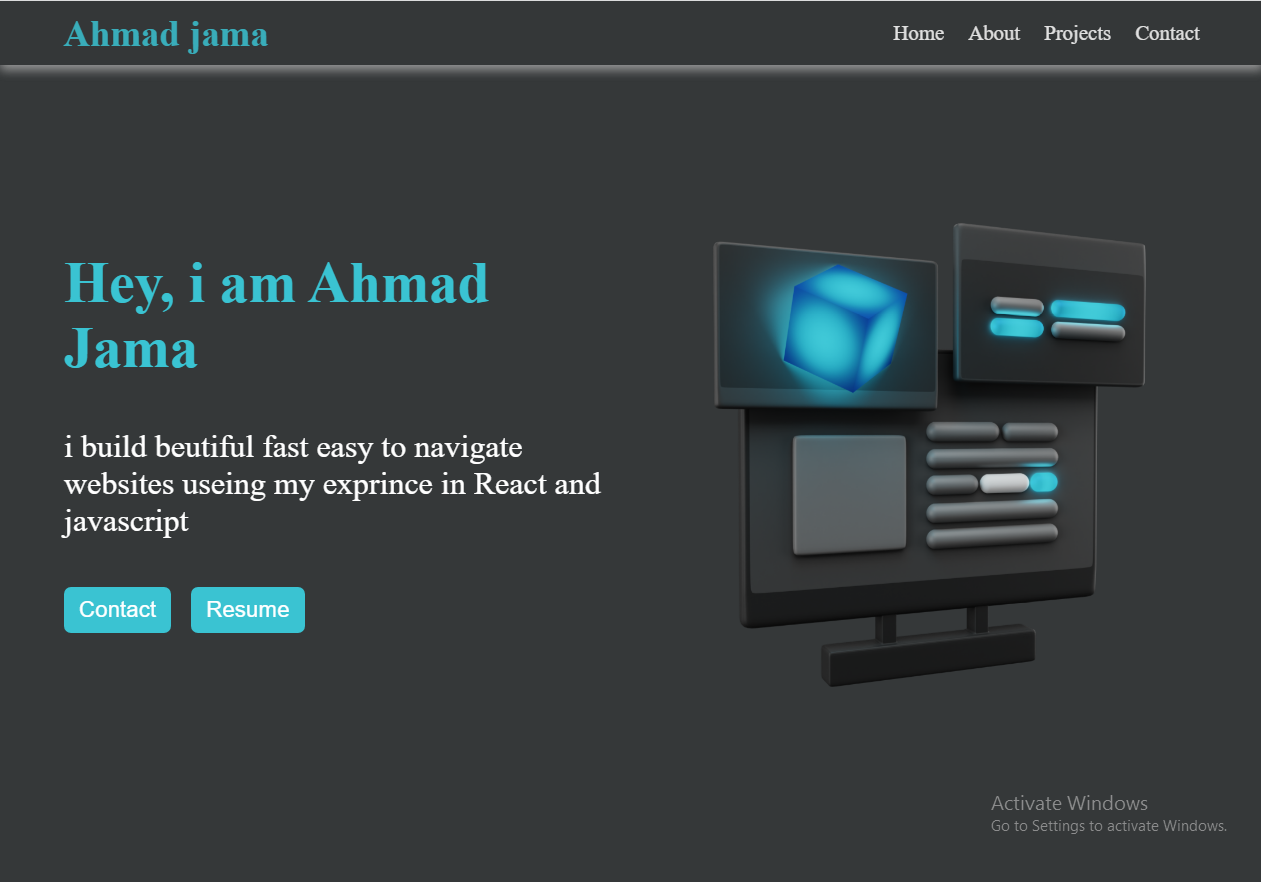 Ahmad jama
Home About Projects Contact
Hey, i am Ahmad
Jama
i build beutiful fast easy to navigate
websites useing my exprince in React and
javascript
Contact Resume
Activate Windows
Go to Settings to activate Windows.